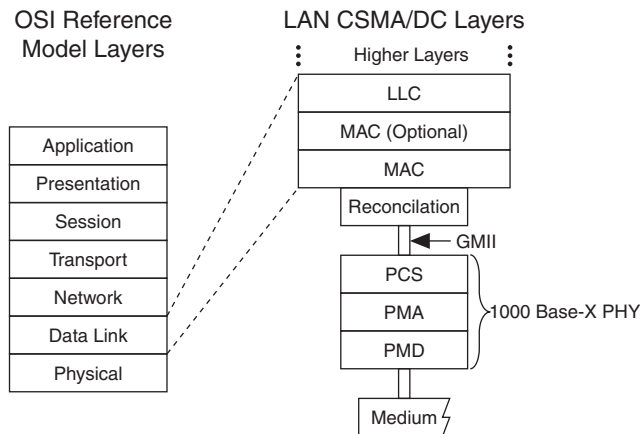 OSI Reference
Model Layers
Application
Presentation
Session
Transport
Network
Data Link
Physical
LAN CSMA/DC Layers
Higher Layers
LLC
MAC (Optional)
MAC
Reconcilation
GMII
PCS
PMA
PMD
1000 Base-X PHY
Medium